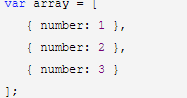 var array = [
{ number: 1 },
{ number: 2 },
{ number: 3 }
];